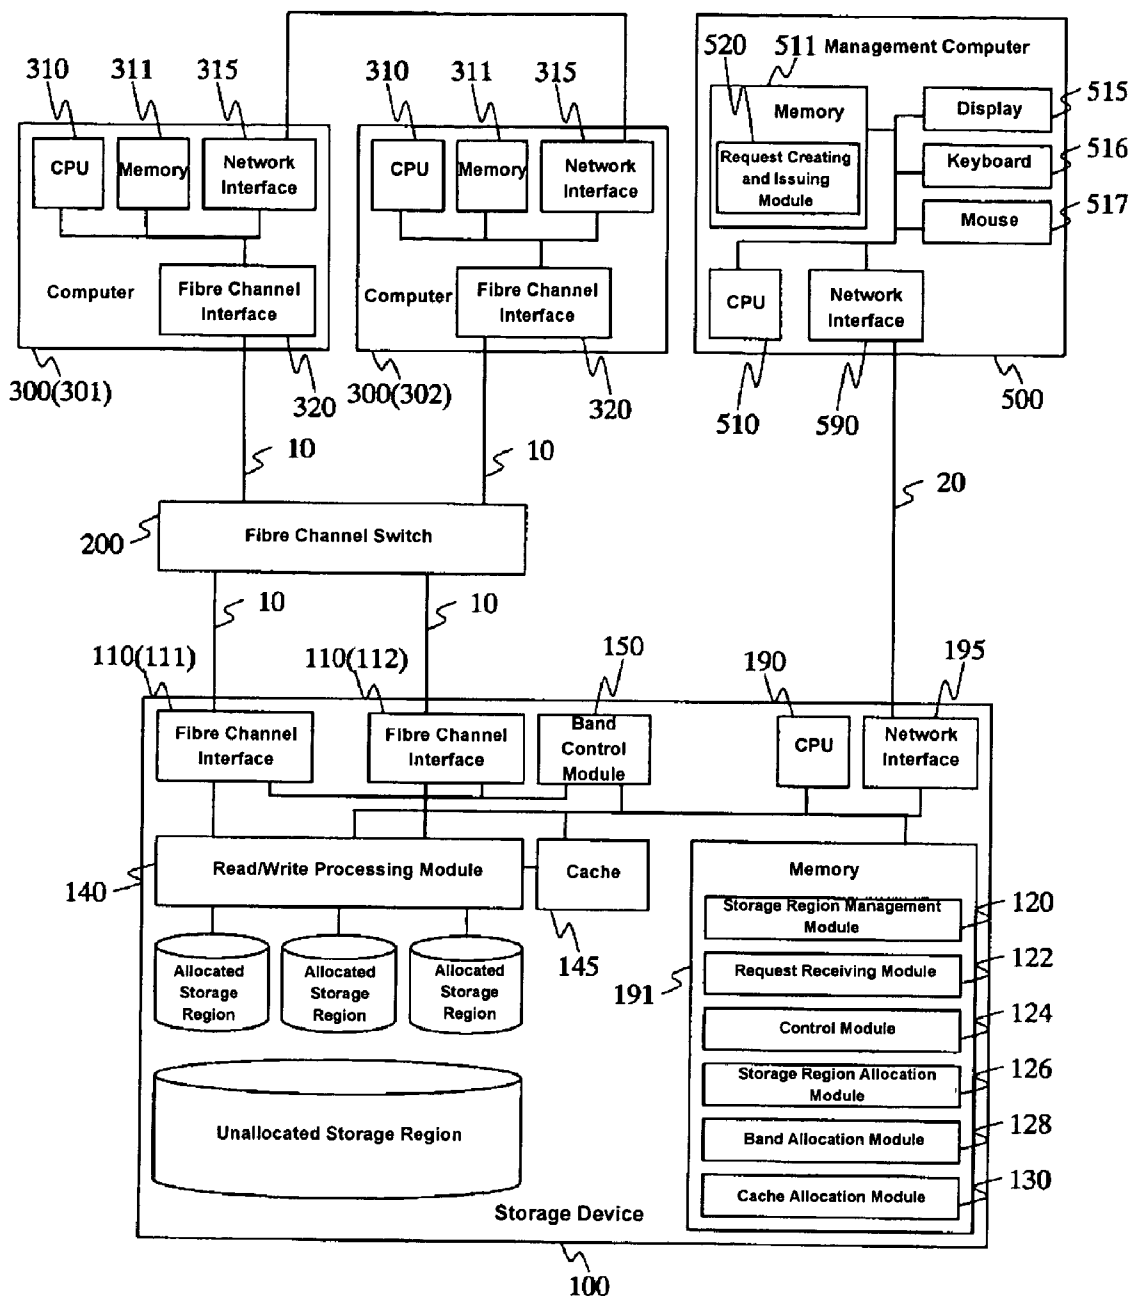 310
311
315
310
311
315
520
511
Management Computer
CPU
Memory
Network
Interface
CPU
Memory
Network
Interface
Memory
Request Creating
and Issuing
Module
Display
515
Keyboard
516
Mouse
517
Computer
Fibre Channel
Interface
Computer
Fibre Channel
Interface
CPU
Network
Interface
300(301)
320
300(302)
320
510
590
500
10
10
20
200
Fibre Channel Switch
10
10
110(111)
110(112)
150
190
195
Fibre Channel
Interface
Fibre Channel
Interface
Band
Control
Module
CPU
Network
Interface
140
Read/Write Processing Module
Cache
145
Memory
191
Storage Region Management
Module
120
Request Receiving Module
122
Control Module
124
Storage Region Allocation
Module
126
Band Allocation Module
128
Cache Allocation Module
130
Allocated
Storage
Region
Allocated
Storage
Region
Allocated
Storage
Region
Unallocated Storage Region
Storage Device
100